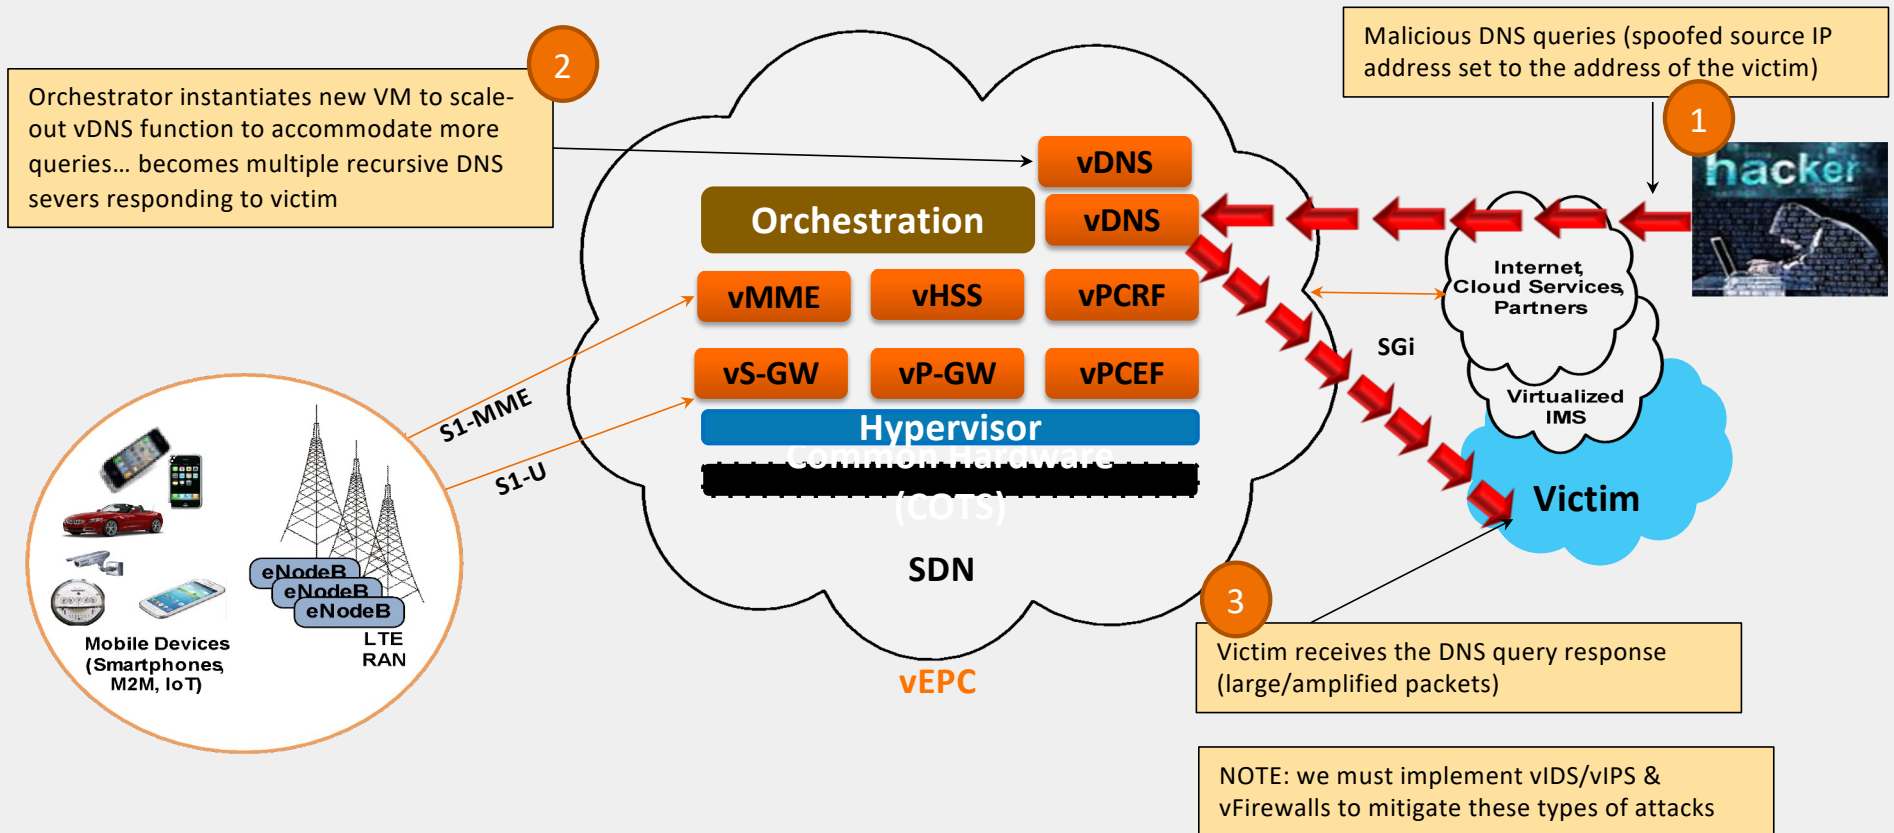 Malicious DNS queries (spoofed source IP
address set to the address of the victim)
1
hacker
2
Orchestrator instantiates new VM to scale-
out vDNS function to accommodate more
queries… becomes multiple recursive DNS
severs responding to victim
vDNS
Orchestration
vDNS
vMME
vHSS
vPCRF
vS-GW
vP-GW
vPCEF
Hypervisor
Common Hardware
(COTS)
SDN
vEPC
S1-MME
S1-U
SGi
Internet,
Cloud Services,
Partners
Virtualized
IMS
Victim
eNodeB
eNodeB
eNodeB
LTE
RAN
Mobile Devices
(Smartphones,
M2M, IoT)
3
Victim receives the DNS query response
(large/amplified packets)
NOTE: we must implement vIDS/vIPS &
vFirewalls to mitigate these types of attacks